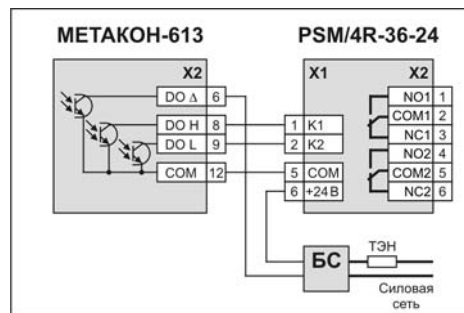 МЕТАКОН-613 PSM/4R-36-24
X2 X1 X2
DO Δ 6 NO1 1
COM1 2
DO H 8 1 K1 NC1 3
DO L 9 2 K2 NO2 4
COM 12 5 COM COM2 5
6 +24 В NC2 6
БС ТЭН
Силовая
сеть